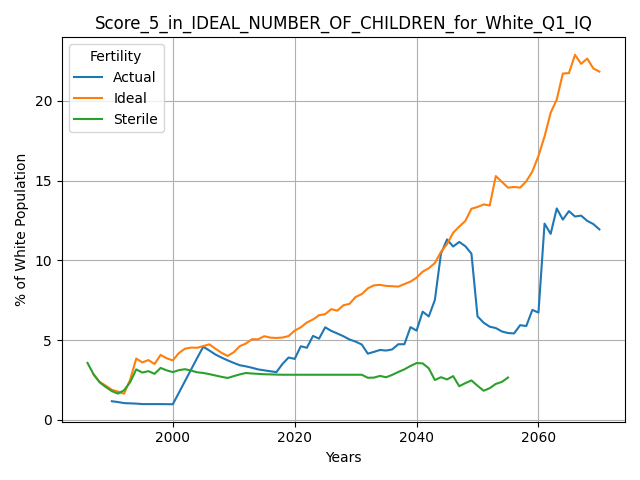 Score_5_in_IDEAL_NUMBER_OF_CHILDREN_for_White_Q1_IQ
Fertility
Actual
Ideal
Sterile
% of White Population
20
15
10
5
0
2000
2020
2040
2060
Years